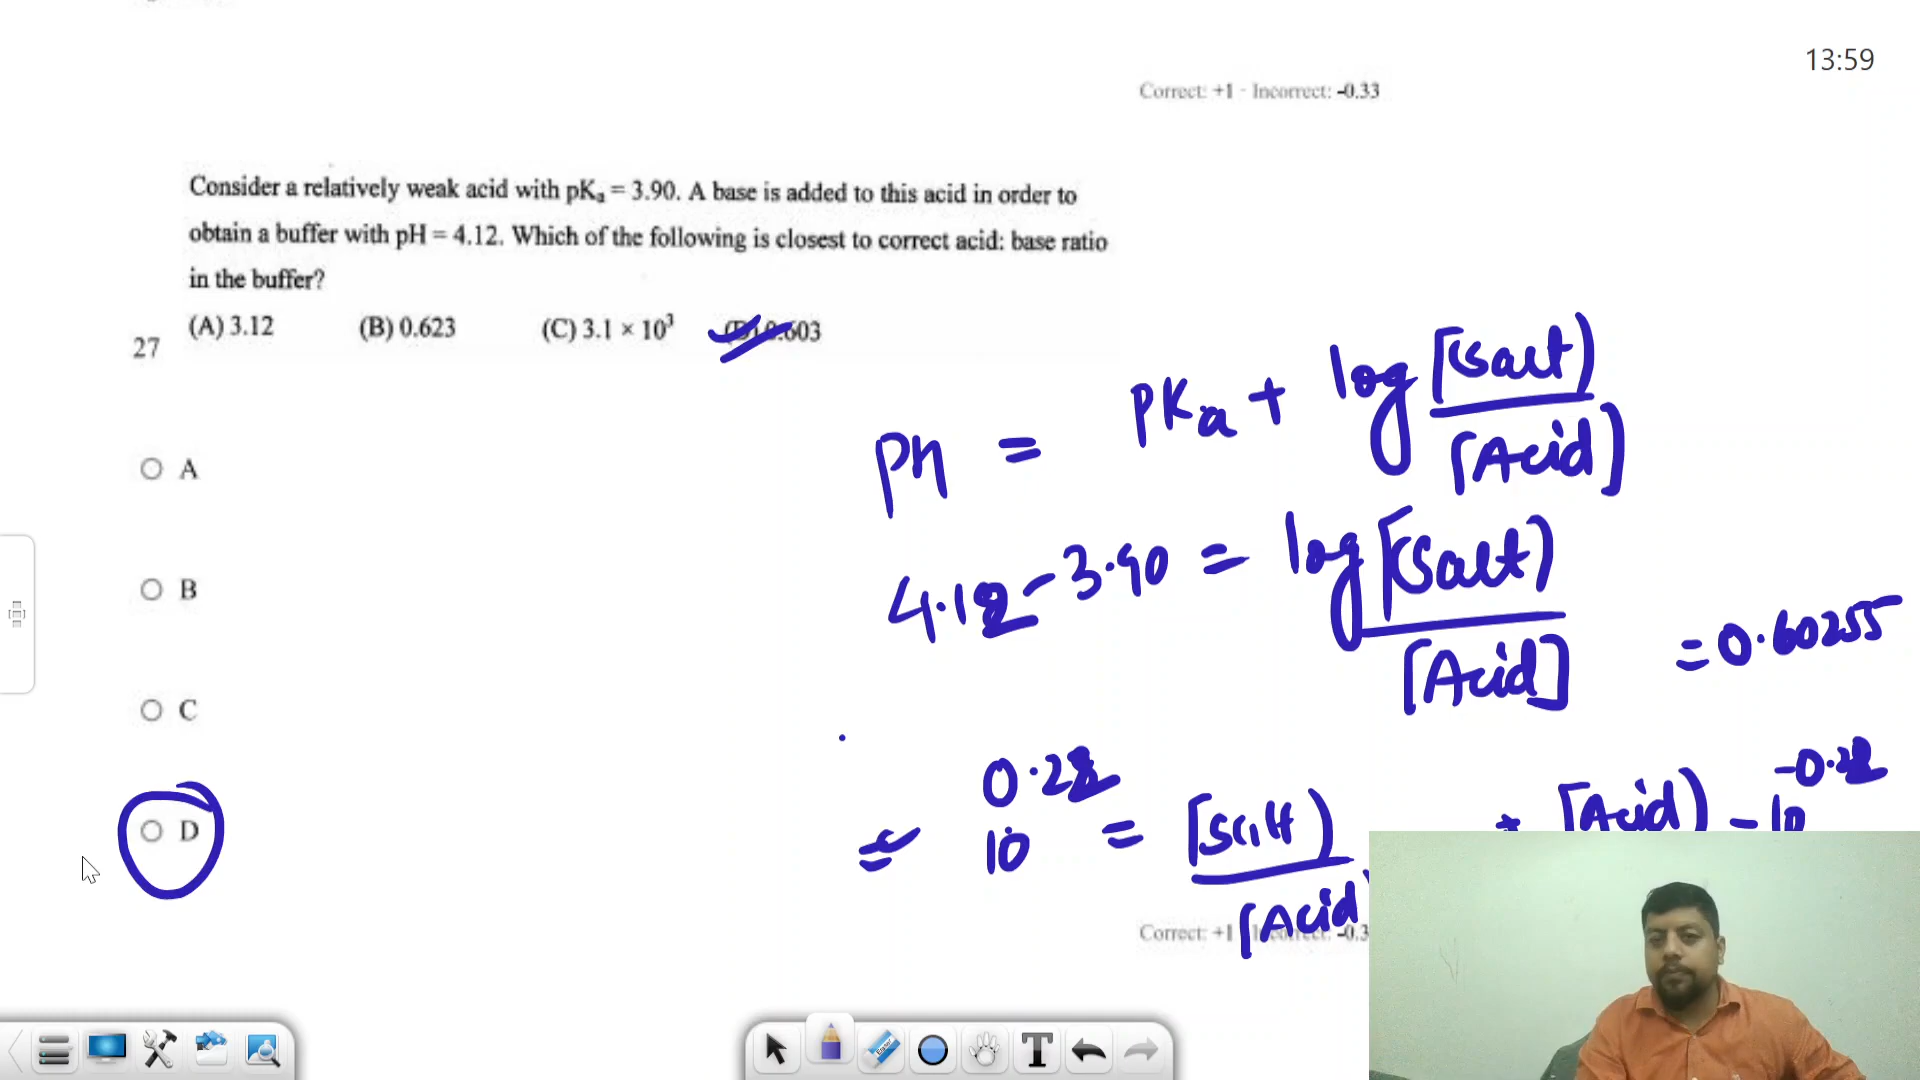 13:59
Correct: +1 - Incorrect: -0.33
Consider a relatively weak acid with pKₐ = 3.90. A base is added to this acid in order to
obtain a buffer with pH = 4.12. Which of the following is closest to correct acid: base ratio
in the buffer?
27
(A) 3.12 (B) 0.623 (C) 3.1 × 10³ (D) 0.603
pH = pKa + log [Salt] / [Acid]
4.12 - 3.90 = log [Salt] / [Acid]
= 0.60255
A
B
C
D
10^0.22 = [Salt] / [Acid
[Acid] = 10^-0.22
Correct: +1
-0.3
T